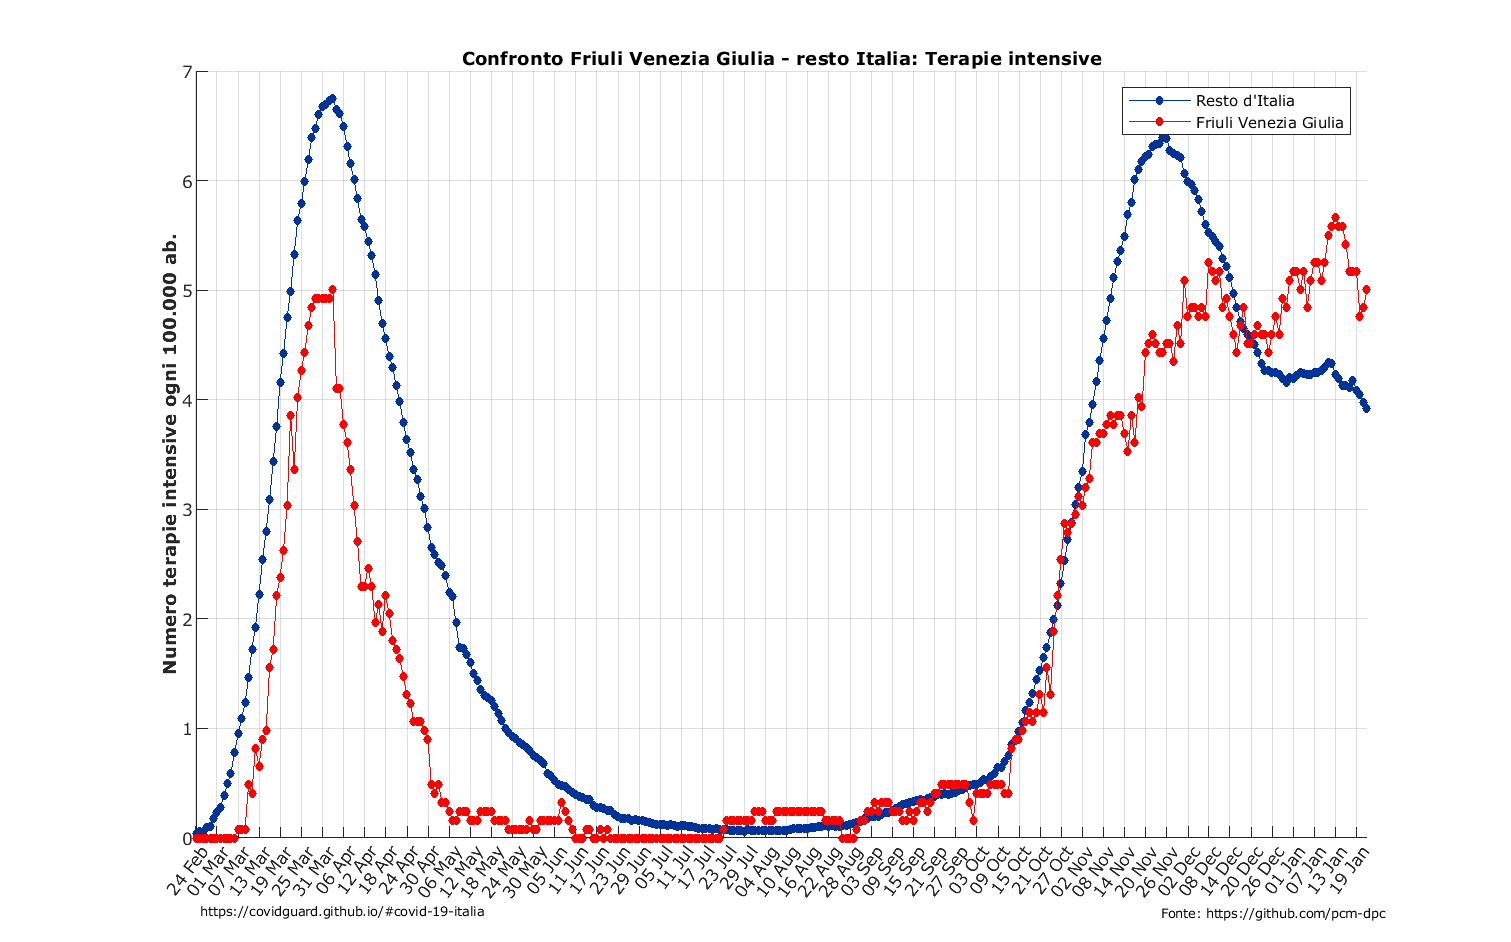 Confronto Friuli Venezia Giulia - resto Italia: Terapie intensive
Resto d'Italia
Friuli Venezia Giulia
Numero terapie intensive ogni 100.000 ab.
7
6
5
4
3
2
1
0
24 Feb
01 Mar
07 Mar
13 Mar
19 Mar
25 Mar
31 Mar
06 Apr
12 Apr
18 Apr
24 Apr
30 Apr
06 May
12 May
18 May
24 May
30 May
05 Jun
11 Jun
17 Jun
23 Jun
29 Jun
05 Jul
11 Jul
17 Jul
23 Jul
29 Jul
04 Aug
10 Aug
16 Aug
22 Aug
28 Aug
03 Sep
09 Sep
15 Sep
21 Sep
27 Sep
03 Oct
09 Oct
15 Oct
21 Oct
27 Oct
02 Nov
08 Nov
14 Nov
20 Nov
26 Nov
02 Dec
08 Dec
14 Dec
20 Dec
26 Dec
01 Jan
07 Jan
13 Jan
19 Jan
https://covidguard.github.io/#covid-19-italia
Fonte: https://github.com/pcm-dpc